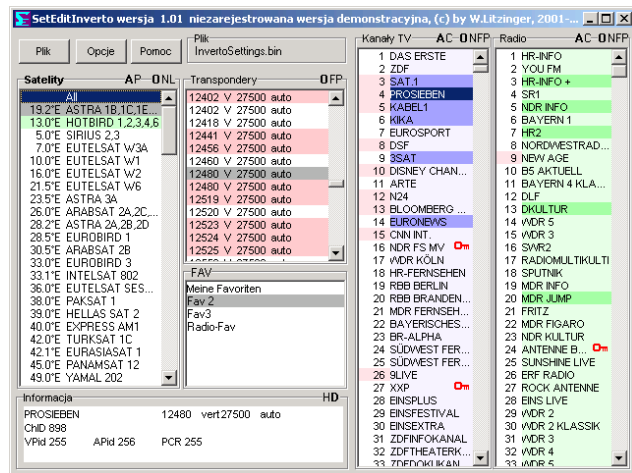 SetEditInverto wersja 1.01 niezarejestrowana wersja demonstracyjna, (c) by W.Litzinger, 2001-...
Plik
Opcje
Pomoc
Plik
InvertoSettings.bin
Satelity AP ONL
All
19.2°E ASTRA 1B,1C,1E...
13.0°E HOTBIRD 1,2,3,4,6
5.0°E SIRIUS 2,3
7.0°E EUTELSAT W3A
10.0°E EUTELSAT W1
16.0°E EUTELSAT W2
21.5°E EUTELSAT W6
23.5°E ASTRA 3A
26.0°E ARABSAT 2A,2C,...
28.2°E ASTRA 2A,2B,2D
28.5°E EUROBIRD 1
30.5°E ARABSAT 2B
33.0°E EUROBIRD 3
33.1°E INTELSAT 802
36.0°E EUTELSAT SES...
38.0°E PAKSAT 1
39.0°E HELLAS SAT 2
40.0°E EXPRESS AM1
42.0°E TURKSAT 1C
42.1°E EURASIASAT 1
45.0°E PANAMSAT 12
49.0°E YAMAL 202
Transpondery OFP
12402 V 27500 auto
12402 V 27500 auto
12418 V 27500 auto
12441 V 27500 auto
12456 V 27500 auto
12460 V 27500 auto
12480 V 27500 auto
12480 V 27500 auto
12519 V 27500 auto
12520 V 27500 auto
12523 V 27500 auto
12524 V 27500 auto
12525 V 27500 auto
FAV
Meine Favoriten
Fav 2
Fav3
Radio-Fav
Kanały TV AC ONFP
1 DAS ERSTE
2 ZDF
3 SAT.1
4 PROSIEBEN
5 KABEL1
6 KIKA
7 EUROSPORT
8 DSF
9 3SAT
10 DISNEY CHAN...
11 ARTE
12 N24
13 BLOOMBERG ...
14 EURONEWS
15 CNN INT.
16 NDR FS MV
17 WDR KÖLN
18 HR-FERNSEHEN
19 RBB BERLIN
20 RBB BRANDEN...
21 MDR FERNSEH...
22 BAYERISCHES...
23 BR-ALPHA
24 SÜDWEST FER...
25 SÜDWEST FER...
26 9LIVE
27 XXP
28 EINSPLUS
29 EINSFESTIVAL
30 EINSEXTRA
31 ZDFINFOKANAL
32 ZDFTHEATERK...
33 ZDFDOKUKAN...
Radio AC ONFP
1 HR-INFO
2 YOU FM
3 HR-INFO +
4 SR1
5 NDR INFO
6 BAYERN 1
7 HR2
8 NORDWESTRAD...
9 NEW AGE
10 B5 AKTUELL
11 BAYERN 4 KLA...
12 DLF
13 DKULTUR
14 WDR 5
15 WDR 3
16 SWR2
17 RADIOMULTIKULTI
18 SPUTNIK
19 MDR INFO
20 MDR JUMP
21 FRITZ
22 MDR FIGARO
23 NDR KULTUR
24 ANTENNE B...
25 SUNSHINE LIVE
26 ERF RADIO
27 ROCK ANTENNE
28 EINS LIVE
29 WDR 2
30 WDR 2 KLASSIK
31 WDR 3
32 WDR 4
33 WDR 5
Informacja HD
PROSIEBEN 12480 vert27500 auto
ChID 898
VPid 255 APid 256 PCR 255